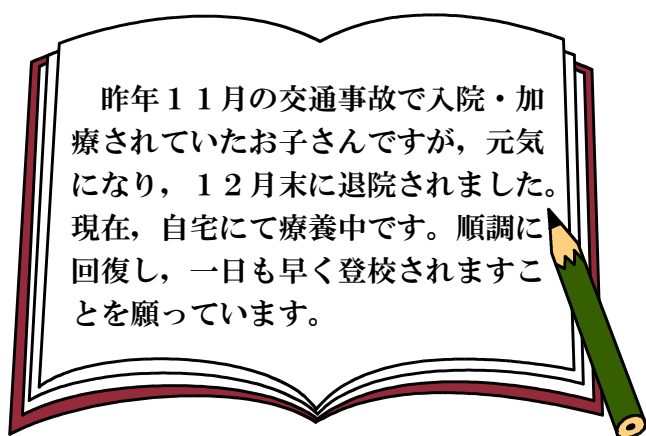 昨年１１月の交通事故で入院・加
療されていたお子さんですが，元気
になり，１２月末に退院されました。
現在，自宅にて療養中です。順調に
回復し，一日も早く登校されますこ
とを願っています。